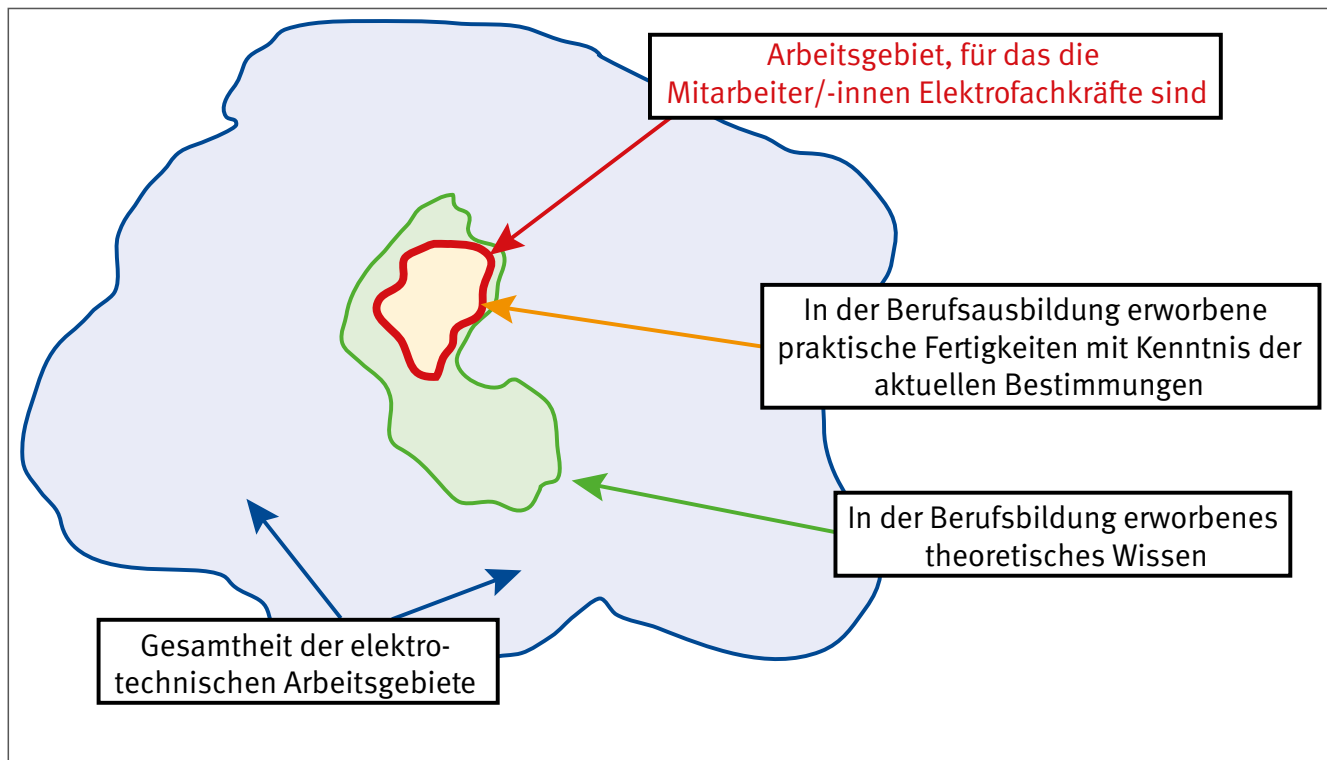 Arbeitsgebiet, für das die
Mitarbeiter/-innen Elektrofachkräfte sind
In der Berufsausbildung erworbene
praktische Fertigkeiten mit Kenntnis der
aktuellen Bestimmungen
In der Berufsbildung erworbenes
theoretisches Wissen
Gesamtheit der elektro-
technischen Arbeitsgebiete